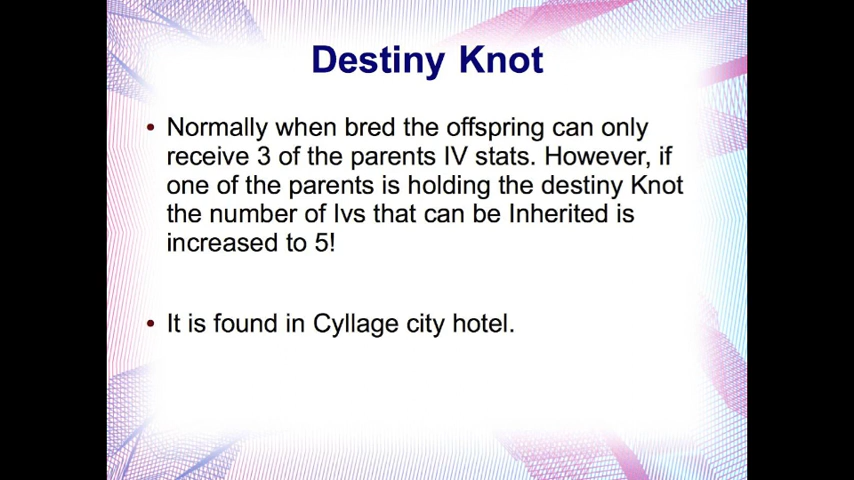 Destiny Knot
• Normally when bred the offspring can only
receive 3 of the parents IV stats. However, if
one of the parents is holding the destiny Knot
the number of Ivs that can be Inherited is
increased to 5!
• It is found in Cyllage city hotel.